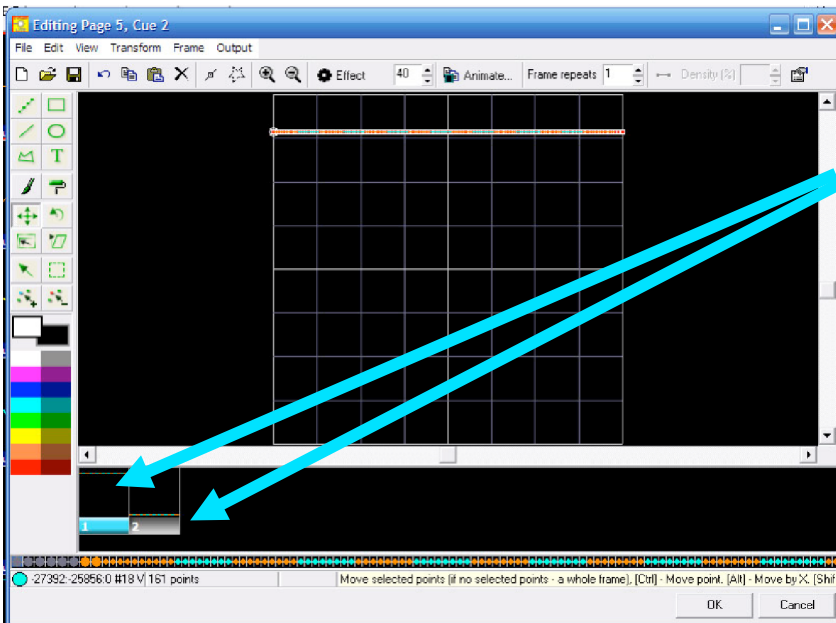 Editing Page 5, Cue 2
File Edit View Transform Frame Output
Effect 40 Animate... Frame repeats 1 Density (%)
T
1 2
-27392:-25856:0 #18 V 161 points Move selected points (if no selected points - a whole frame), [Ctrl] - Move point. [Alt] - Move by X. [Shif
OK Cancel